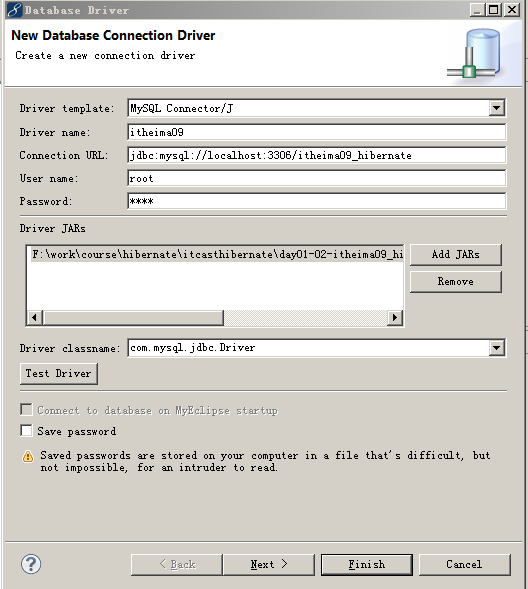 Database Driver
New Database Connection Driver
Create a new connection driver
Driver template: MySQL Connector/J
Driver name: itheima09
Connection URL: jdbc:mysql://localhost:3306/itheima09_hibernate
User name: root
Password: ****
Driver JARs
F:\work\course\hibernate\itcasthibernate\day01-02-itheima09_hi
Add JARs
Remove
Driver classname: com.mysql.jdbc.Driver
Test Driver
Connect to database on MyEclipse startup
Save password
Saved passwords are stored on your computer in a file that's difficult, but
not impossible, for an intruder to read.
? < Back Next > Finish Cancel